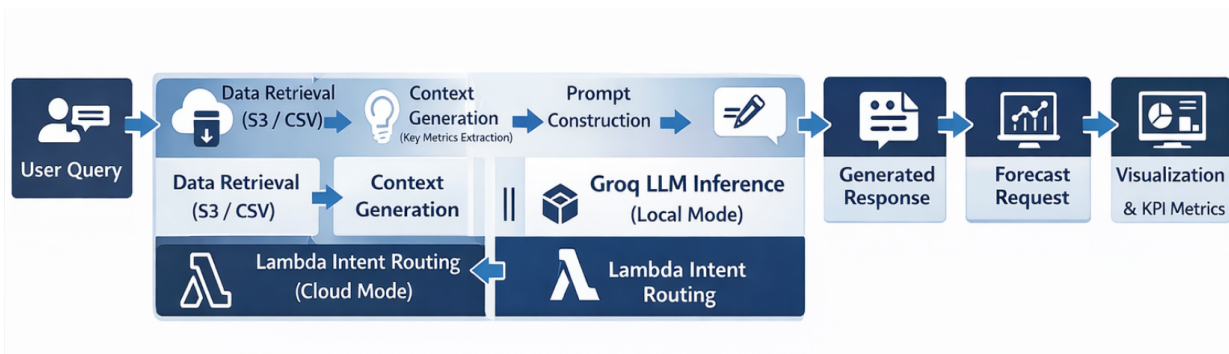 User Query
Data Retrieval
(S3 / CSV)
Context
Generation
(Key Metrics Extraction)
Prompt
Construction
Data Retrieval
(S3 / CSV)
Context
Generation
||
Groq LLM Inference
(Local Mode)
Lambda Intent Routing
(Cloud Mode)
Lambda Intent
Routing
Generated
Response
Forecast
Request
Visualization
& KPI Metrics